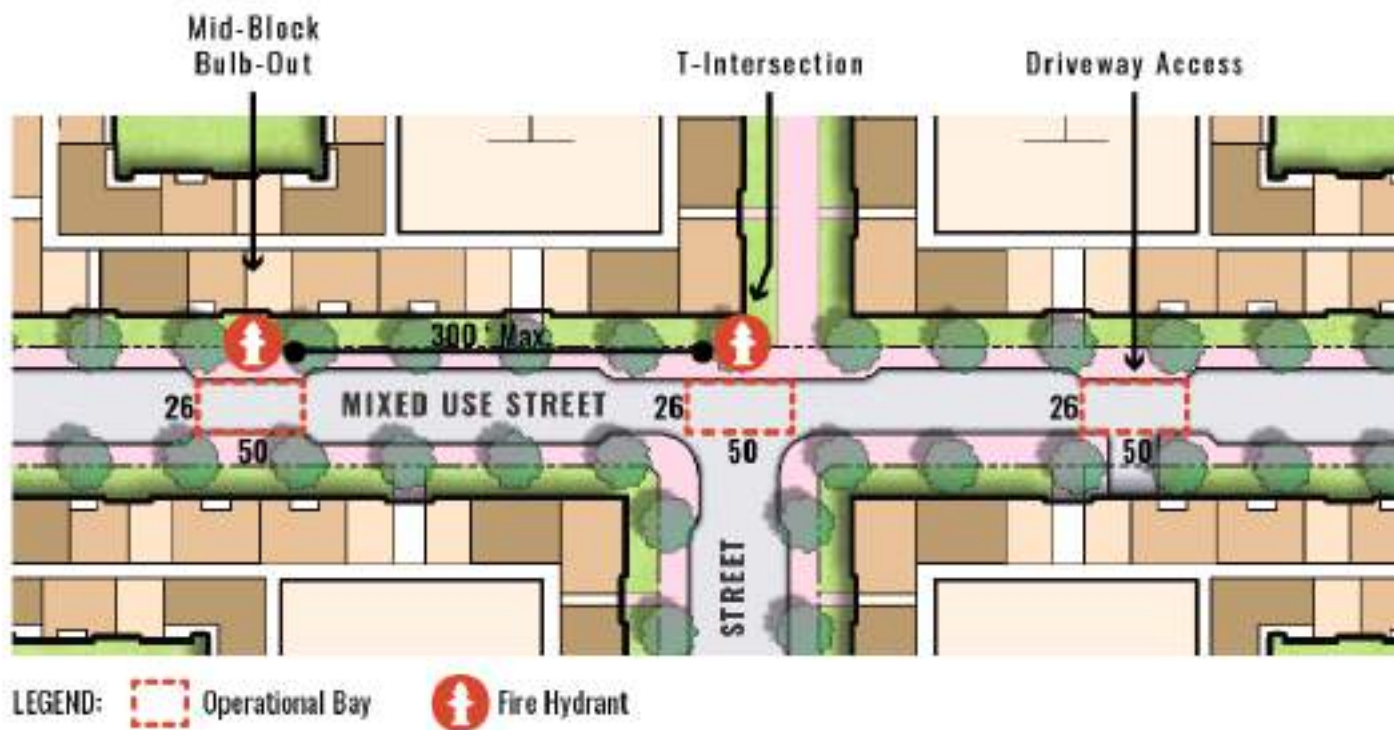 Mid-Block
Bulb-Out
T-Intersection
Driveway Access
300' Max.
26
MIXED USE STREET
26
26
50
50
50
STREET
LEGEND:
Operational Bay
Fire Hydrant